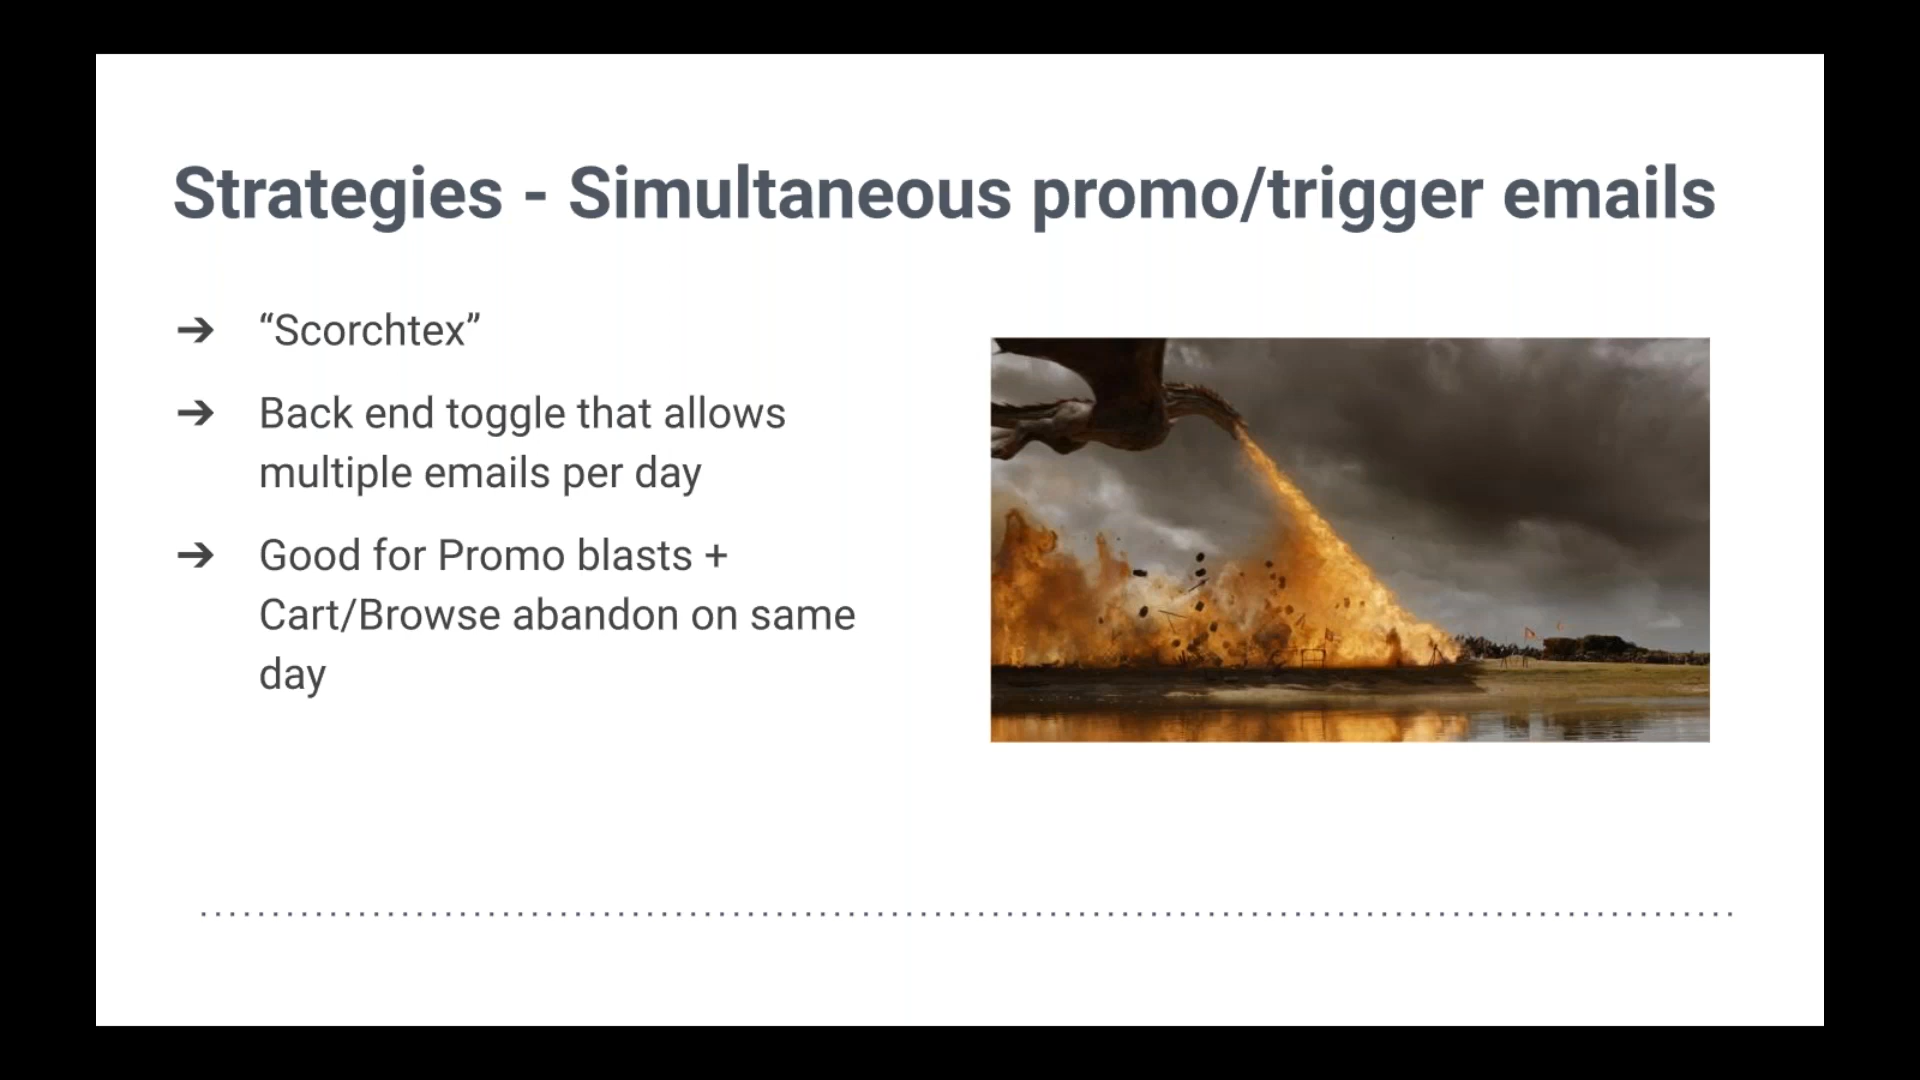 Strategies - Simultaneous promo/trigger emails
➔ “Scorchtex”
➔ Back end toggle that allows
multiple emails per day
➔ Good for Promo blasts +
Cart/Browse abandon on same
day